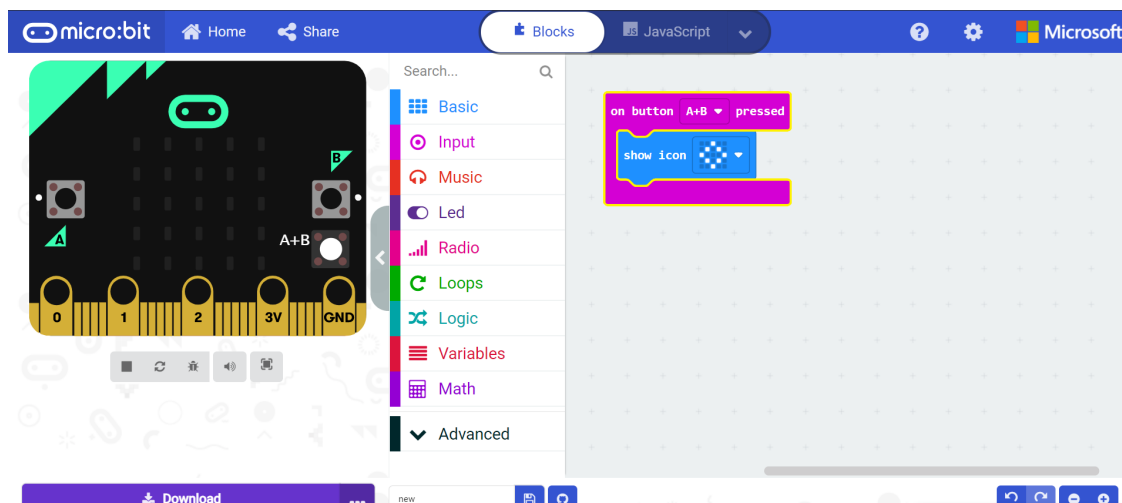 micro:bit Home Share Blocks JS JavaScript ? Microsoft
Search...
Basic
Input
Music
Led
Radio
Loops
Logic
Variables
Math
Advanced
B
A
A+B
0 1 2 3V GND
on button A+B pressed
show icon
Download ...
new